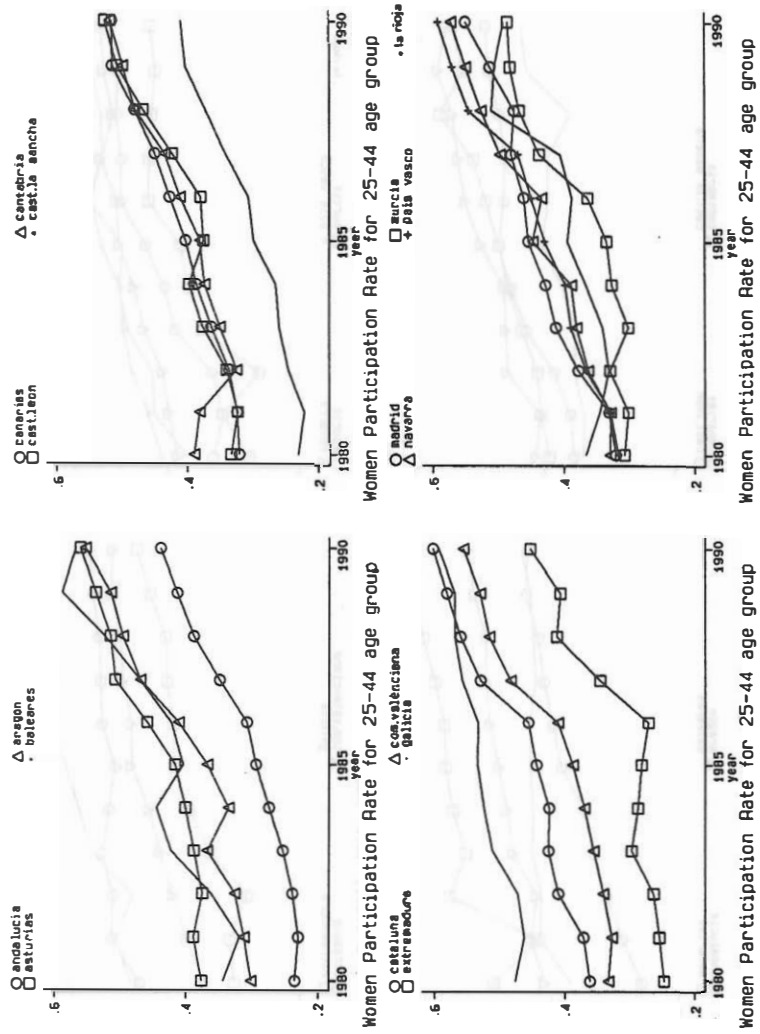 ○ andalucia △ aragon
□ asturias . baleares
.6
.4
.2
1980 1985 1990
year
Women Participation Rate for 25-44 age group
○ canarias △ cantabria
□ cast.leon . cast.la mancha
.6
.4
.2
1980 1985 1990
year
Women Participation Rate for 25-44 age group
○ cataluna △ com.valenciana
□ extremadura . galicia
.6
.4
.2
1980 1985 1990
year
Women Participation Rate for 25-44 age group
○ madrid □ murcia . la rioja
△ navarra + pais vasco
.6
.4
.2
1980 1985 1990
year
Women Participation Rate for 25-44 age group